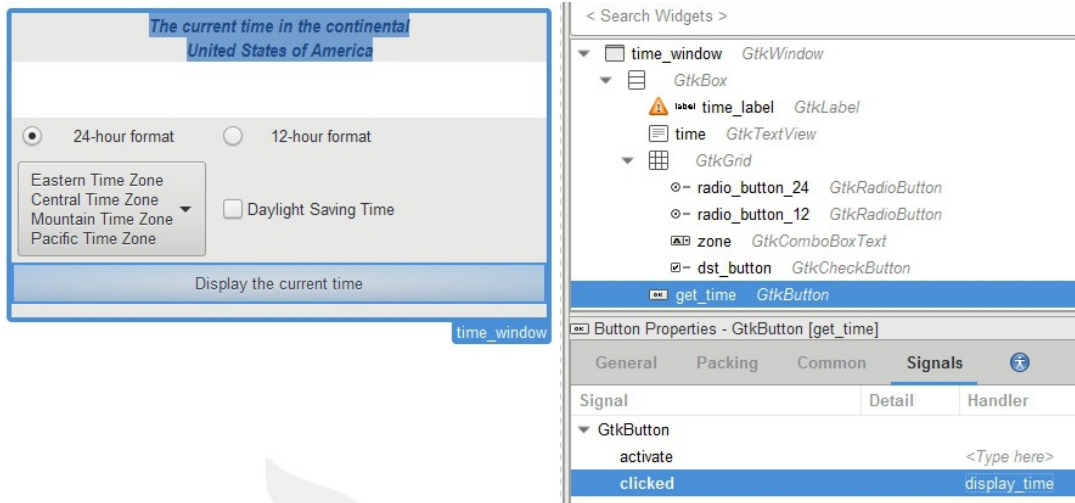 The current time in the continental
United States of America
24-hour format
12-hour format
Eastern Time Zone
Central Time Zone
Mountain Time Zone
Pacific Time Zone
Daylight Saving Time
Display the current time
time_window
< Search Widgets >
time_window GtkWindow
GtkBox
label time_label GtkLabel
time GtkTextView
GtkGrid
radio_button_24 GtkRadioButton
radio_button_12 GtkRadioButton
zone GtkComboBoxText
dst_button GtkCheckButton
OK get_time GtkButton
OK Button Properties - GtkButton [get_time]
General Packing Common Signals
Signal Detail Handler
GtkButton
activate <Type here>
clicked display_time